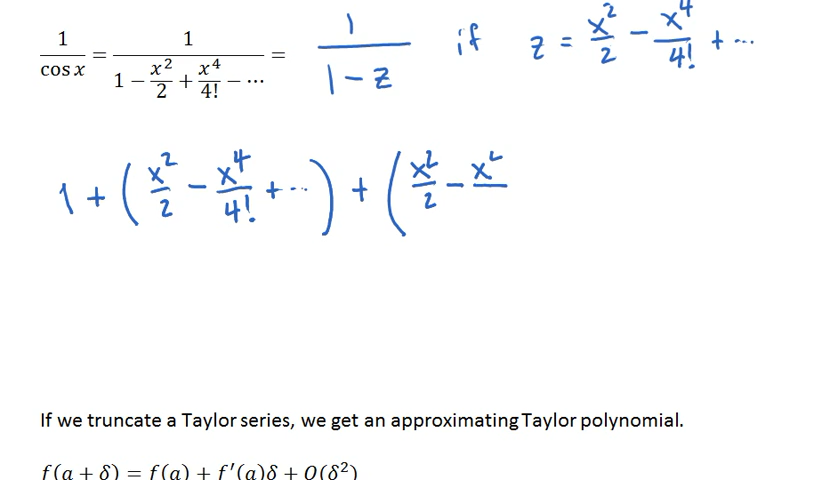 1/cos x = 1/(1 − x²/2 + x⁴/4! − ⋯) = 1/(1 − z) if z = x²/2 − x⁴/4! + ...
1 + (x²/2 − x⁴/4! + ...) + (x²/2 − x²
If we truncate a Taylor series, we get an approximating Taylor polynomial.
f(a + δ) = f(a) + f′(a)δ + O(δ²)